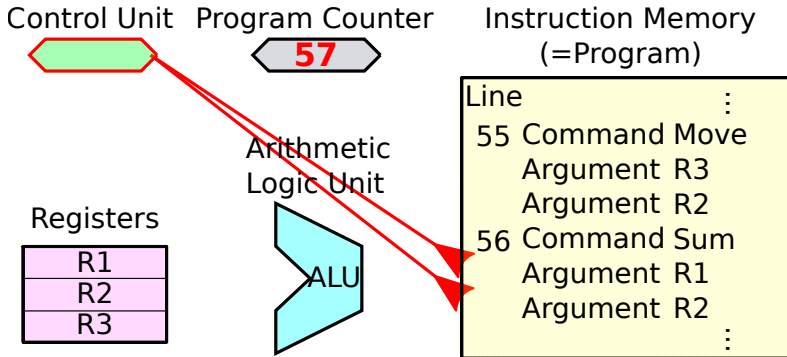 Control Unit
Program Counter
57
Instruction Memory
(=Program)
Line
⋮
55 Command Move
Argument R3
Argument R2
56 Command Sum
Argument R1
Argument R2
⋮
Arithmetic
Logic Unit
ALU
Registers
R1
R2
R3